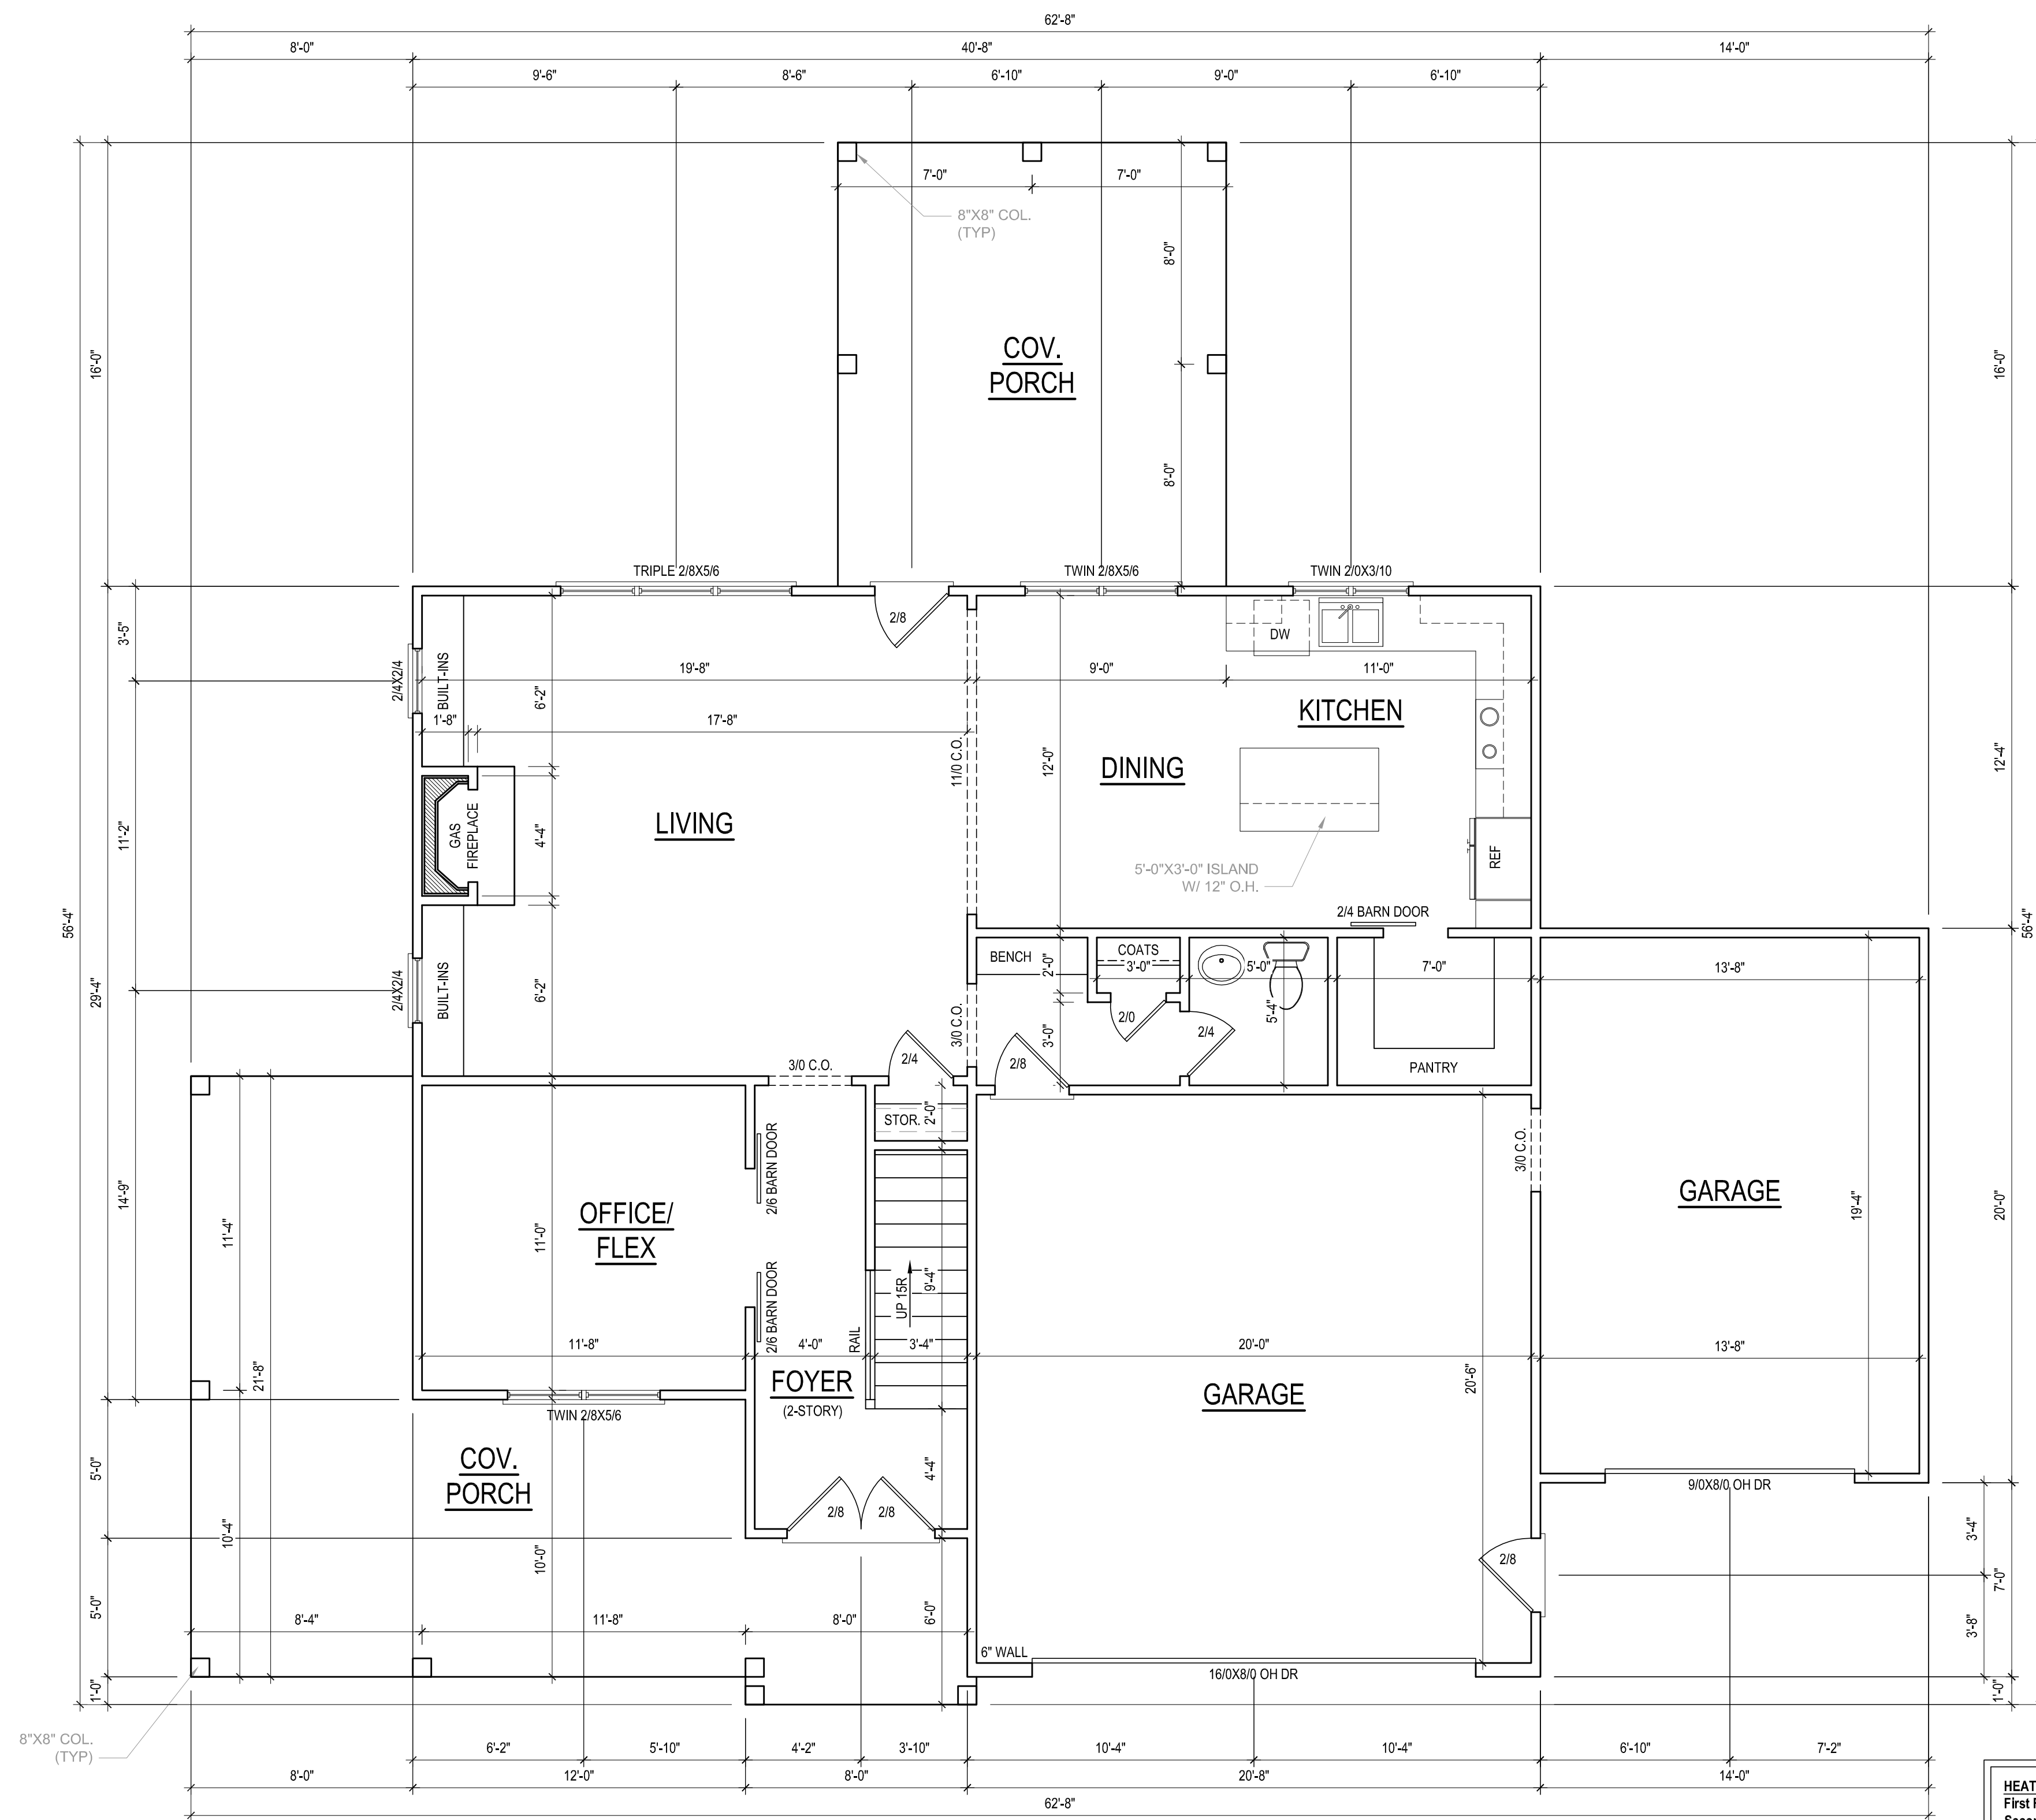 62'-8"
8'-0"
40'-8"
14'-0"
9'-6"
8'-6"
6'-10"
9'-0"
6'-10"
7'-0"
7'-0"
8"X8" COL.
(TYP)
8'-0"
16'-0"
16'-0"
COV.
PORCH
8'-0"
TRIPLE 2/8X5/6
TWIN 2/8X5/6
TWIN 2/0X3/10
2/8
DW
3'-5"
2/4X2/4
BUILT-INS
6'-2"
19'-8"
9'-0"
11'-0"
1'-8"
17'-8"
KITCHEN
11/0 C.O.
12'-0"
12'-4"
DINING
LIVING
11'-2"
GAS
FIREPLACE
4'-4"
REF
5'-0"X3'-0" ISLAND
W/ 12" O.H.
56'-4"
56'-4"
2/4 BARN DOOR
29'-4"
2/4X2/4
BUILT-INS
6'-2"
BENCH
2'-0"
COATS
3'-0"
5'-0"
7'-0"
13'-8"
5'-4"
2/0
2/4
3/0 C.O.
3'-0"
2/4
2/8
3/0 C.O.
PANTRY
STOR.
2'-0"
3/0 C.O.
2/6 BARN DOOR
14'-9"
11'-4"
OFFICE/
FLEX
11'-0"
GARAGE
19'-4"
20'-0"
9'-4"
UP 15R
2/6 BARN DOOR
RAIL
21'-8"
11'-8"
4'-0"
3'-4"
20'-0"
13'-8"
20'-6"
FOYER
(2-STORY)
GARAGE
TWIN 2/8X5/6
5'-0"
COV.
PORCH
4'-4"
9/0X8/0 OH DR
2/8
2/8
10'-4"
10'-0"
3'-4"
2/8
7'-0"
5'-0"
8'-4"
11'-8"
8'-0"
6'-0"
3'-8"
6" WALL
16/0X8/0 OH DR
1'-0"
1'-0"
8"X8" COL.
(TYP)
6'-2"
5'-10"
4'-2"
3'-10"
10'-4"
10'-4"
6'-10"
7'-2"
8'-0"
12'-0"
8'-0"
20'-8"
14'-0"
62'-8"
HEAT
First